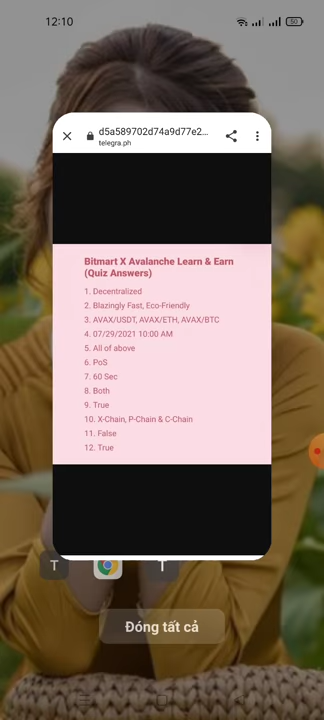 12:10
50
d5a589702d74a9d77e2...
telegra.ph
Bitmart X Avalanche Learn & Earn
(Quiz Answers)
1. Decentralized
2. Blazingly Fast, Eco-Friendly
3. AVAX/USDT, AVAX/ETH, AVAX/BTC
4. 07/29/2021 10:00 AM
5. All of above
6. PoS
7. 60 Sec
8. Both
9. True
10. X-Chain, P-Chain & C-Chain
11. False
12. True
T
T
Đóng tất cả